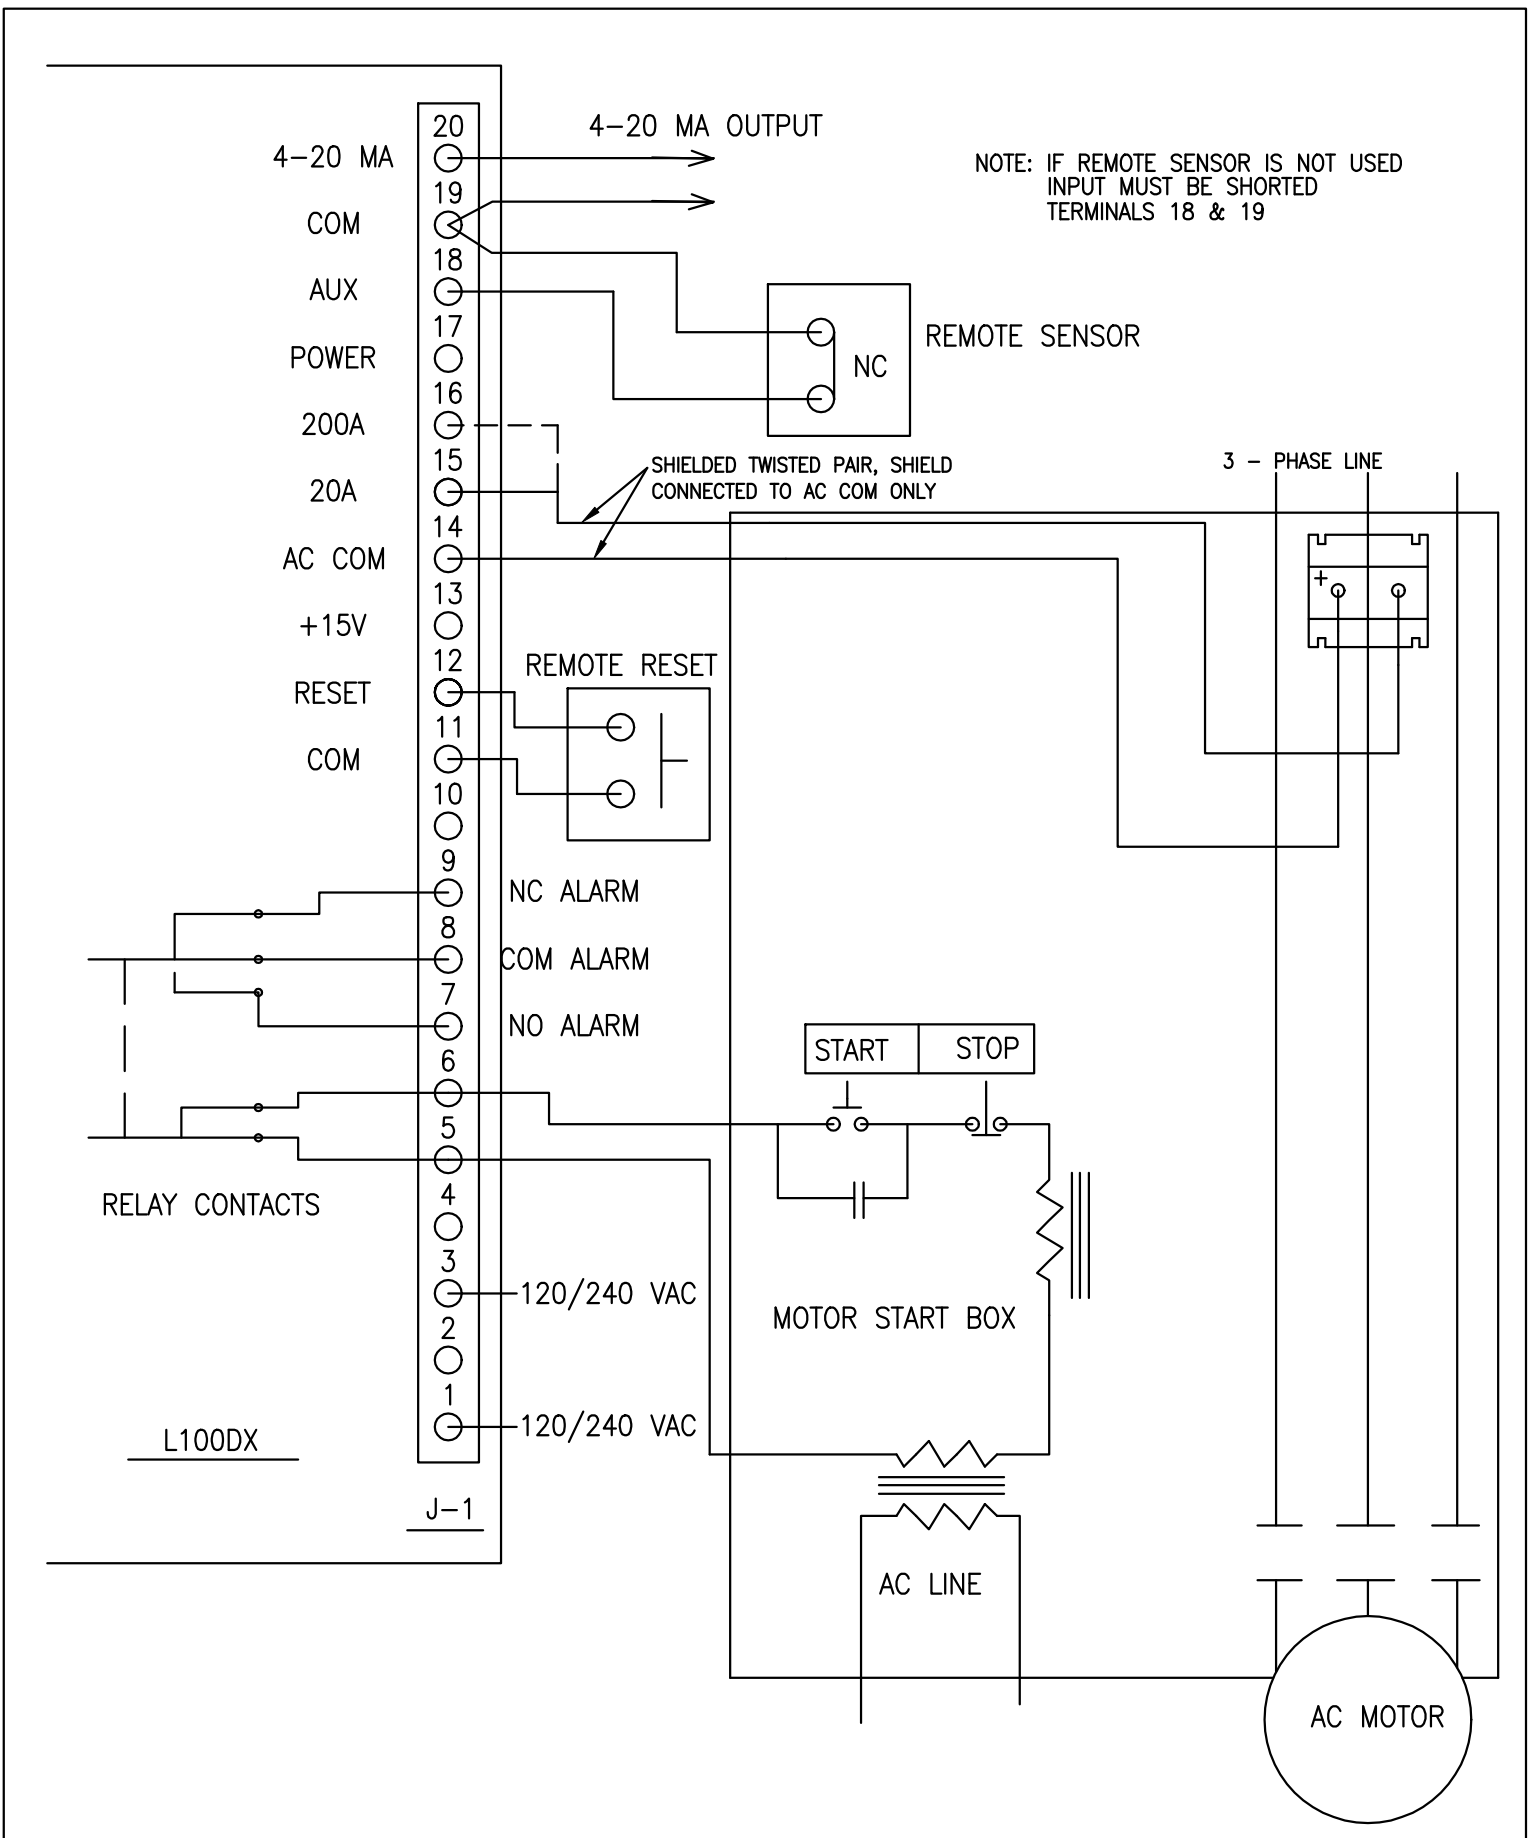 20
4-20 MA OUTPUT
4-20 MA
NOTE: IF REMOTE SENSOR IS NOT USED
INPUT MUST BE SHORTED
TERMINALS 18 & 19
19
COM
18
AUX
17
REMOTE SENSOR
POWER
NC
16
200A
15
SHIELDED TWISTED PAIR, SHIELD
CONNECTED TO AC COM ONLY
3 - PHASE LINE
20A
14
AC COM
+
13
+15V
12
REMOTE RESET
RESET
11
COM
10
9
NC ALARM
8
COM ALARM
7
NO ALARM
START
STOP
6
5
RELAY CONTACTS
4
3
120/240 VAC
MOTOR START BOX
2
1
120/240 VAC
L100DX
J-1
AC LINE
AC MOTOR